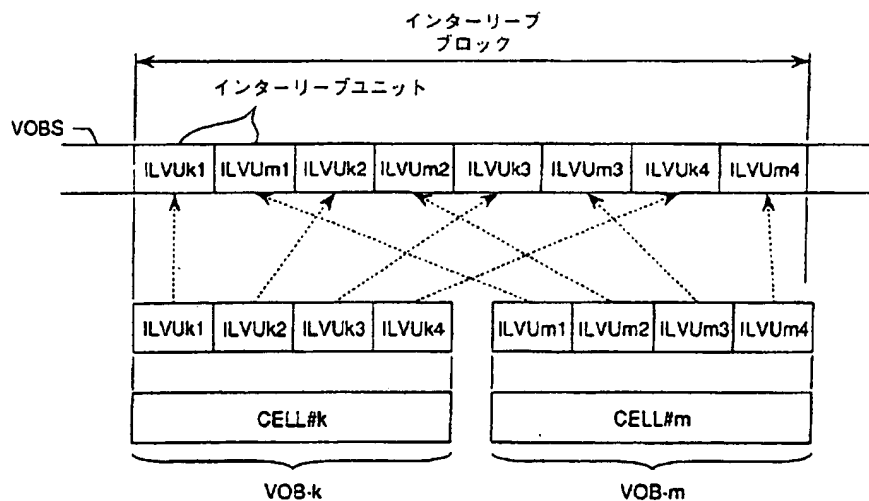 インターリーブ
ブロック
インターリーブユニット
VOBS
ILVUk1 ILVUm1 ILVUk2 ILVUm2 ILVUk3 ILVUm3 ILVUk4 ILVUm4
ILVUk1 ILVUk2 ILVUk3 ILVUk4 ILVUm1 ILVUm2 ILVUm3 ILVUm4
CELL#k CELL#m
VOB-k VOB-m